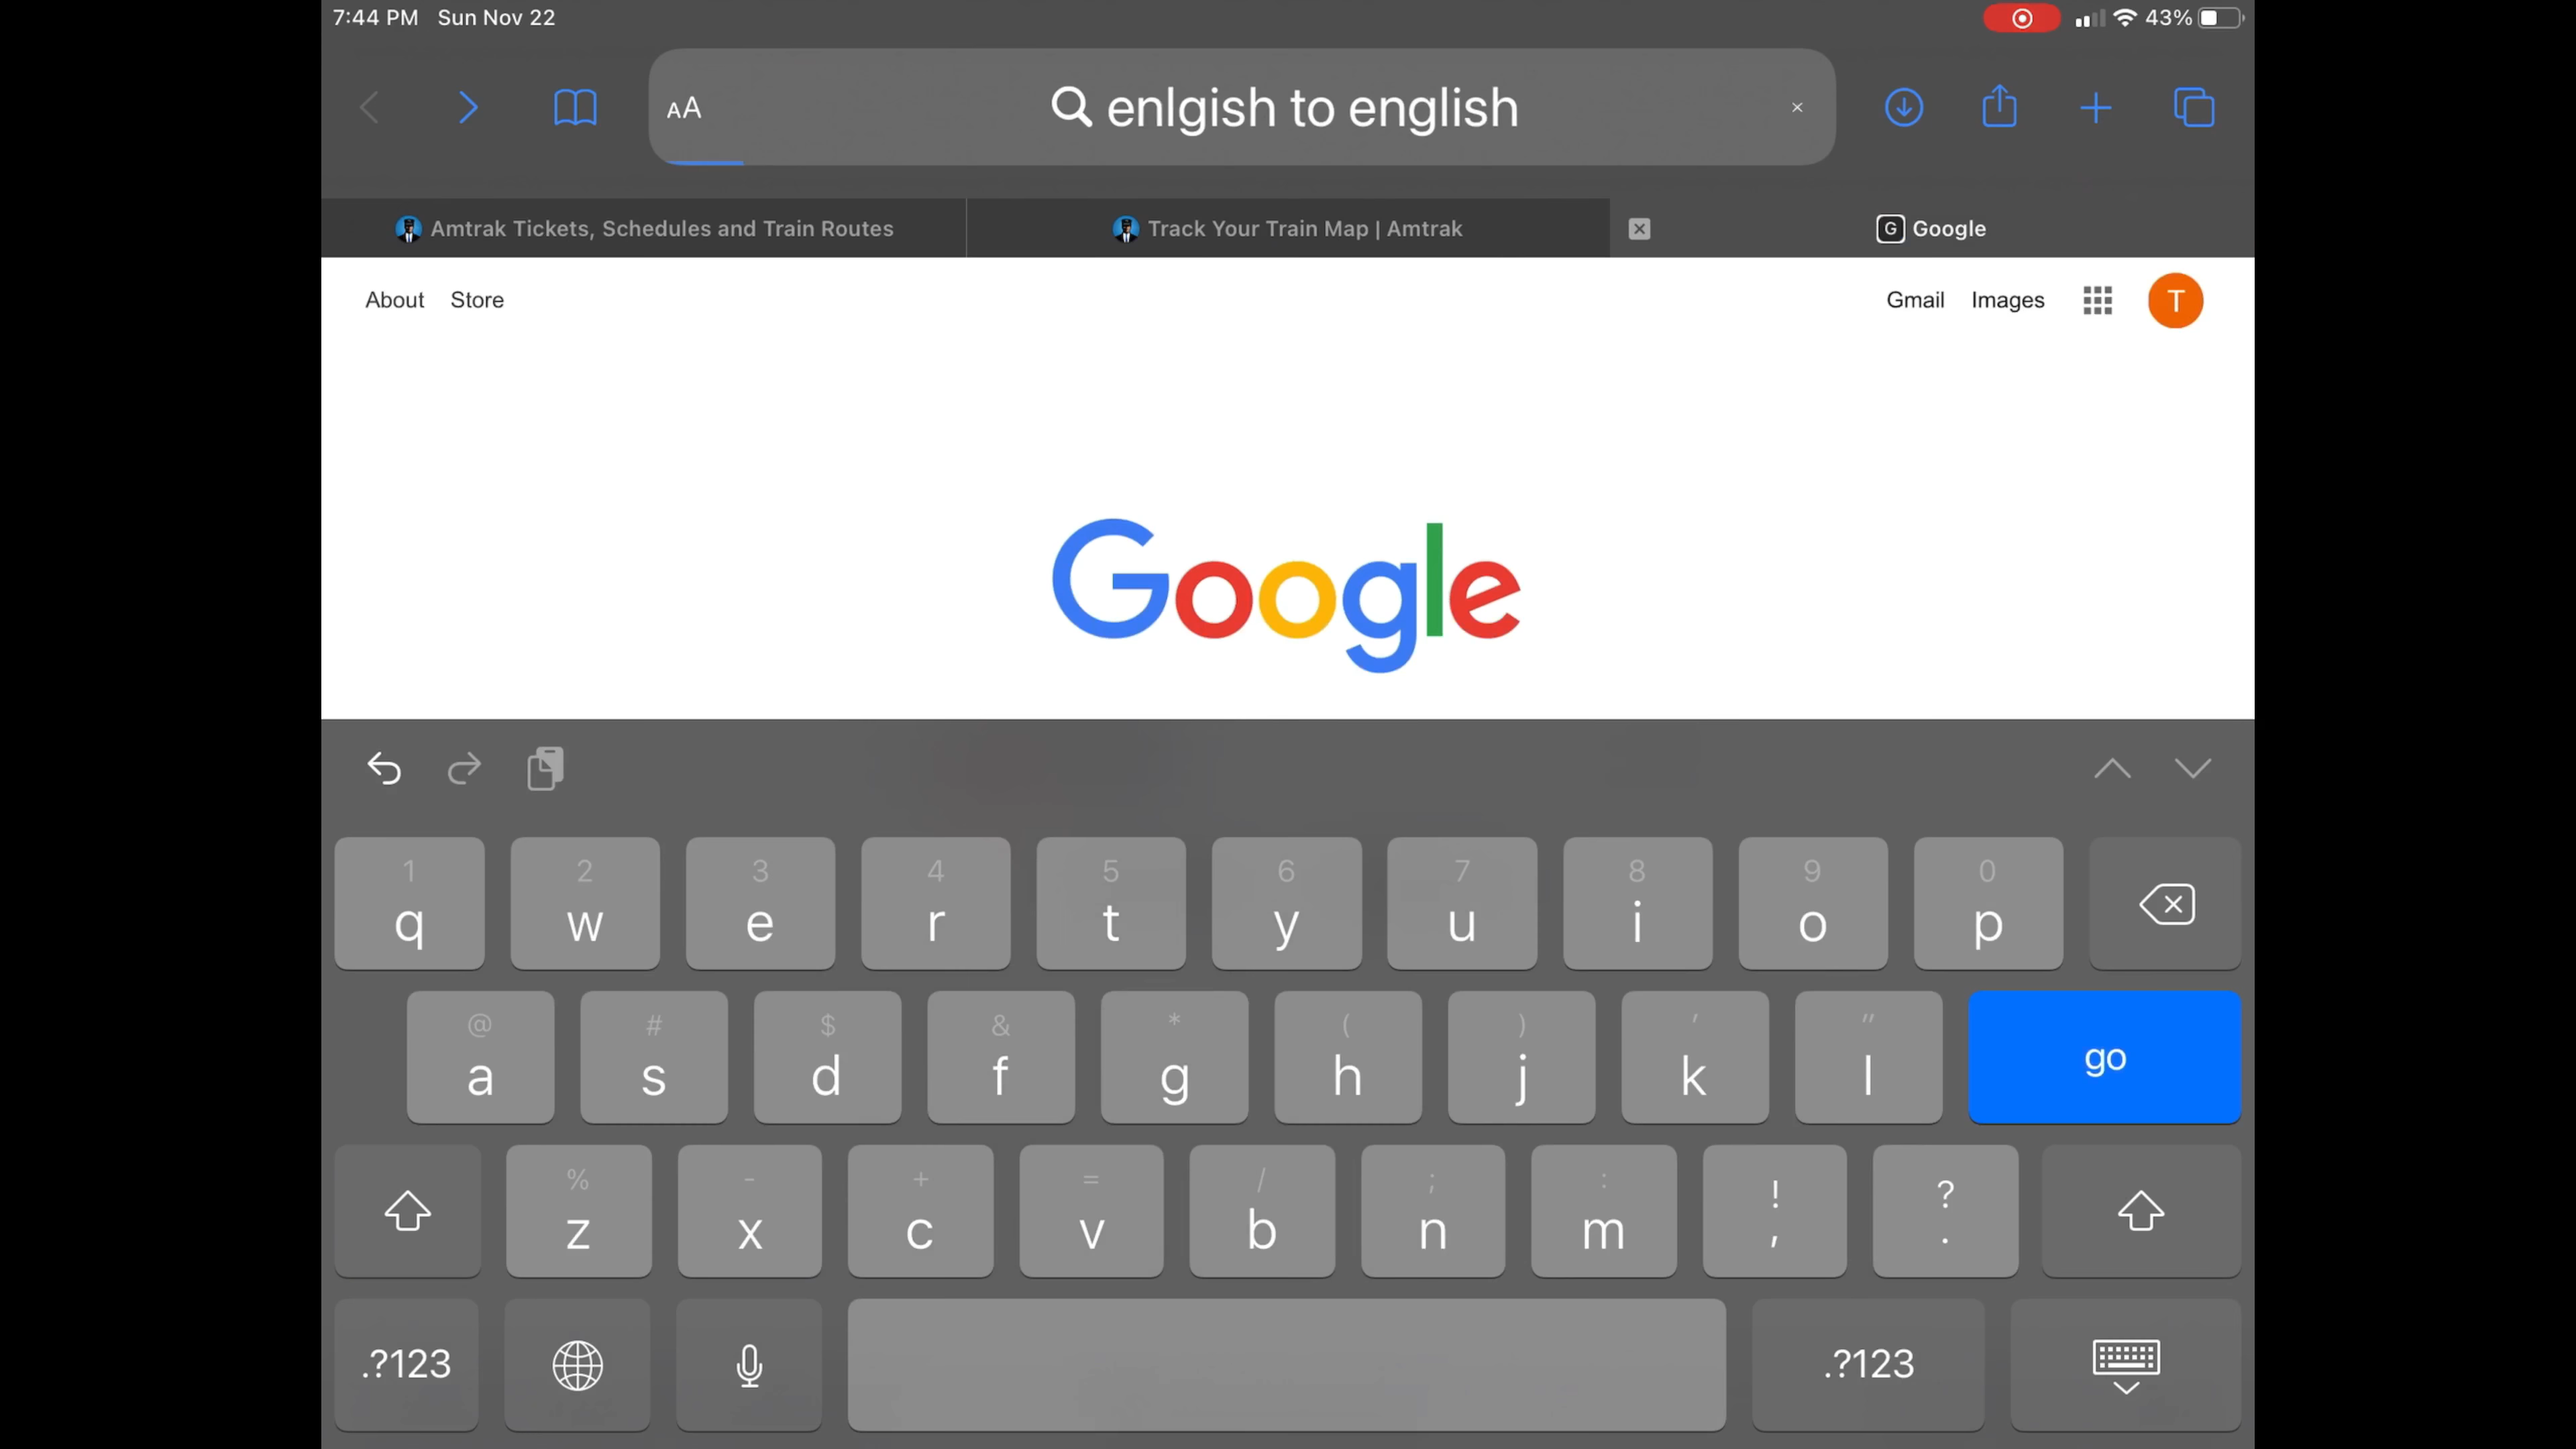 7:44 PM Sun Nov 22
43%
AA enlgish to english
Amtrak Tickets, Schedules and Train Routes
Track Your Train Map | Amtrak
G Google
About Store
Gmail Images T
Google
1 2 3 4 5 6 7 8 9 0
q w e r t y u i o p
@ # $ & * ( ) ' "
a s d f g h j k l go
% - + = / ; : ! ?
z x c v b n m , .
.?123 .?123